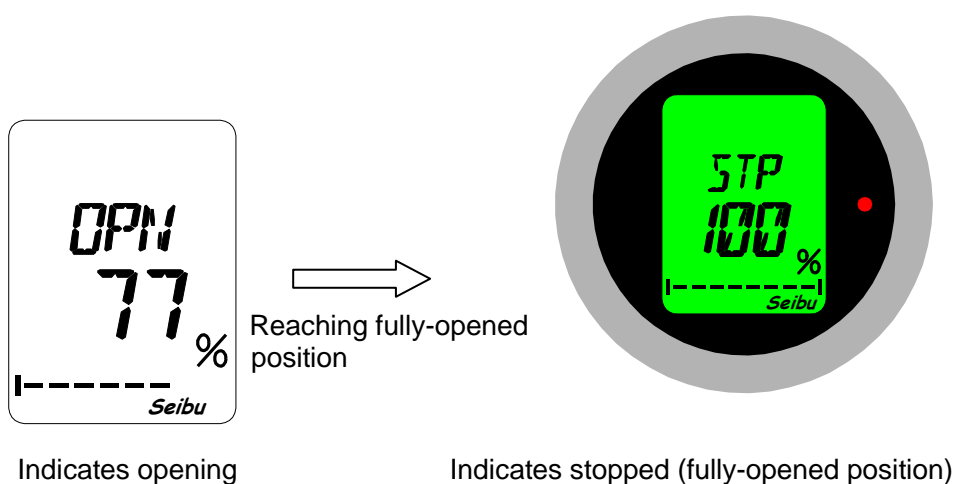 OPN
77
%
Seibu
Reaching fully-opened
position
STP
100
%
Seibu
Indicates opening
Indicates stopped (fully-opened position)